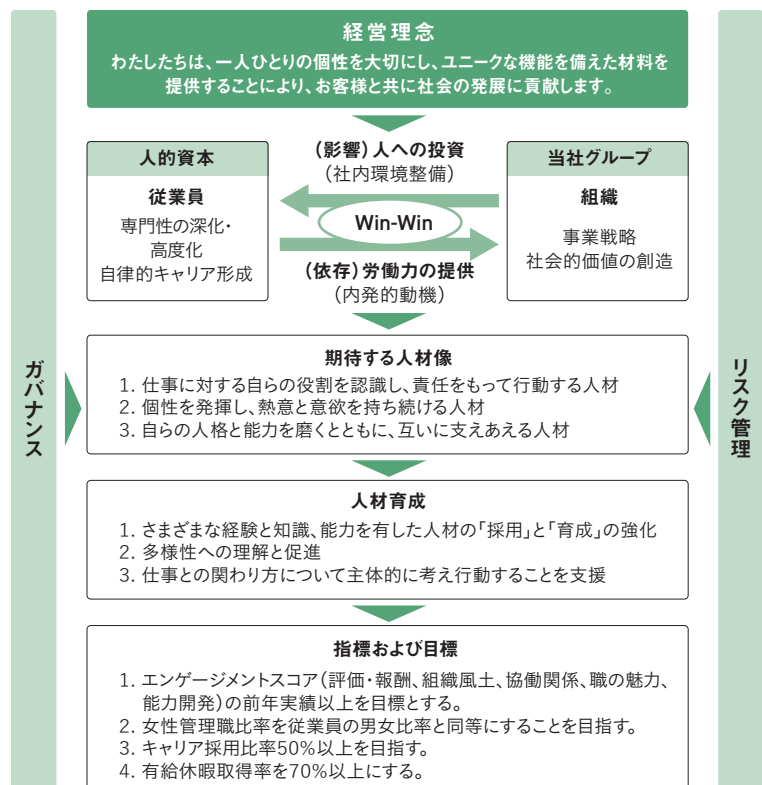 経営理念
わたしたちは、一人ひとりの個性を大切にし、ユニークな機能を備えた材料を
提供することにより、お客様と共に社会の発展に貢献します。
人的資本
従業員
専門性の深化・
高度化
自律的キャリア形成
(影響)人への投資
(社内環境整備)
Win-Win
(依存)労働力の提供
(内発的動機)
当社グループ
組織
事業戦略
社会的価値の創造
ガバナンス
期待する人材像
1. 仕事に対する自らの役割を認識し、責任をもって行動する人材
2. 個性を発揮し、熱意と意欲を持ち続ける人材
3. 自らの人格と能力を磨くとともに、互いに支えあえる人材
リスク管理
人材育成
1. さまざまな経験と知識、能力を有した人材の「採用」と「育成」の強化
2. 多様性への理解と促進
3. 仕事との関わり方について主体的に考え行動することを支援
指標および目標
1. エンゲージメントスコア(評価・報酬、組織風土、協働関係、職の魅力、
能力開発)の前年実績以上を目標とする。
2. 女性管理職比率を従業員の男女比率と同等にすることを目指す。
3. キャリア採用比率50%以上を目指す。
4. 有給休暇取得率を70%以上にする。